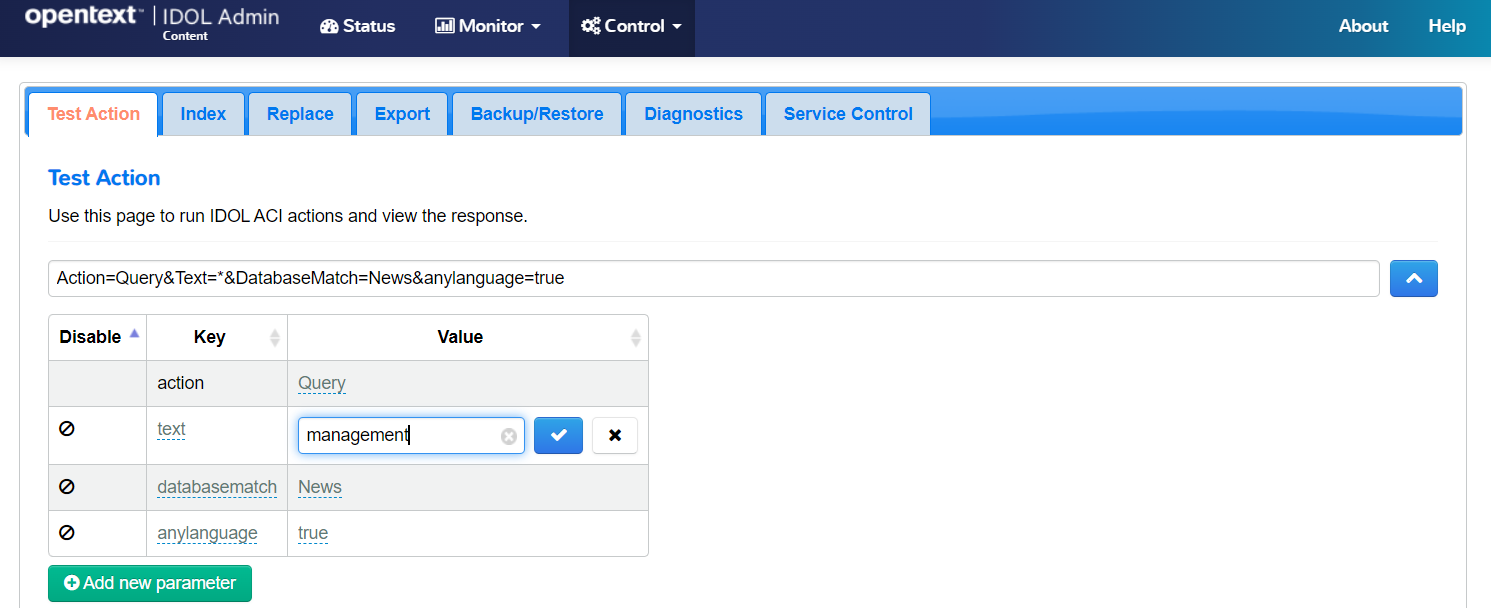 opentext™ | IDOL Admin
Content
Status
Monitor
Control
About
Help
Test Action
Index
Replace
Export
Backup/Restore
Diagnostics
Service Control
Test Action
Use this page to run IDOL ACI actions and view the response.
Action=Query&Text=*&DatabaseMatch=News&anylanguage=true
Disable Key Value
action Query
text management
databasematch News
anylanguage true
Add new parameter